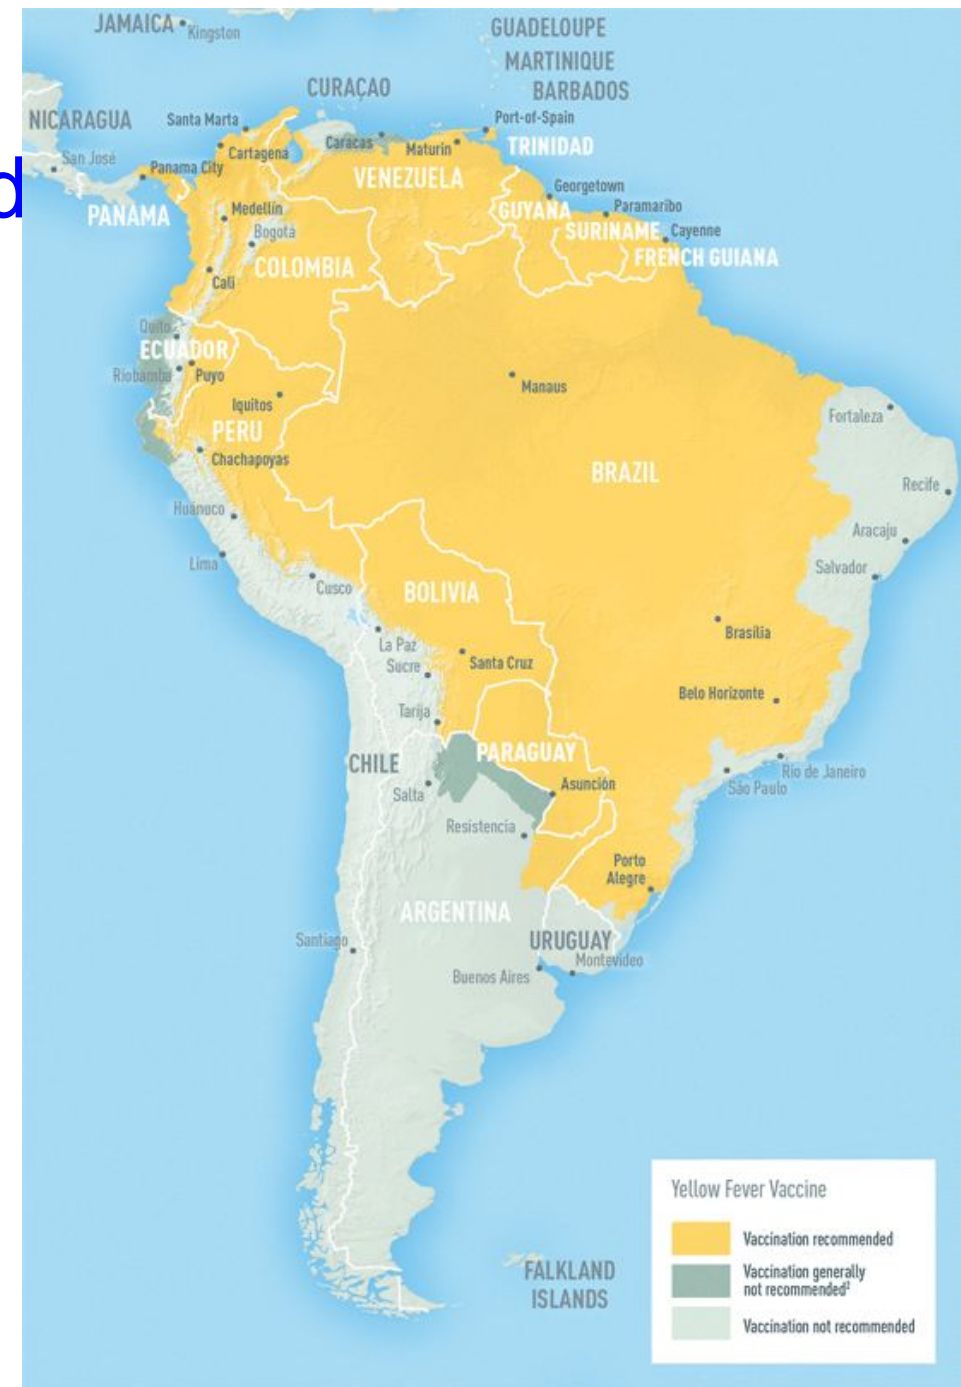 JAMAICA
Kingston
GUADELOUPE
MARTINIQUE
BARBADOS
CURAÇAO
NICARAGUA
Santa Marta
Port-of-Spain
San José
Cartagena
Caracas
Maturin
TRINIDAD
d
Panama City
VENEZUELA
Georgetown
PANAMA
Medellín
GUYANA
Paramaribo
Bogotá
SURINAME
Cayenne
COLOMBIA
FRENCH GUIANA
Cali
Quito
ECUADOR
Riobamba
Puyo
Manaus
Iquitos
Fortaleza
PERU
Chachapoyas
BRAZIL
Recife
Huánuco
Aracaju
Lima
Salvador
Cusco
BOLIVIA
Brasília
La Paz
Sucre
Santa Cruz
Belo Horizonte
Tarija
PARAGUAY
CHILE
Rio de Janeiro
Asunción
São Paulo
Salta
Resistencia
Porto
Alegre
ARGENTINA
Santiago
URUGUAY
Montevideo
Buenos Aires
Yellow Fever Vaccine
Vaccination recommended
Vaccination generally
not recommended²
Vaccination not recommended
FALKLAND
ISLANDS